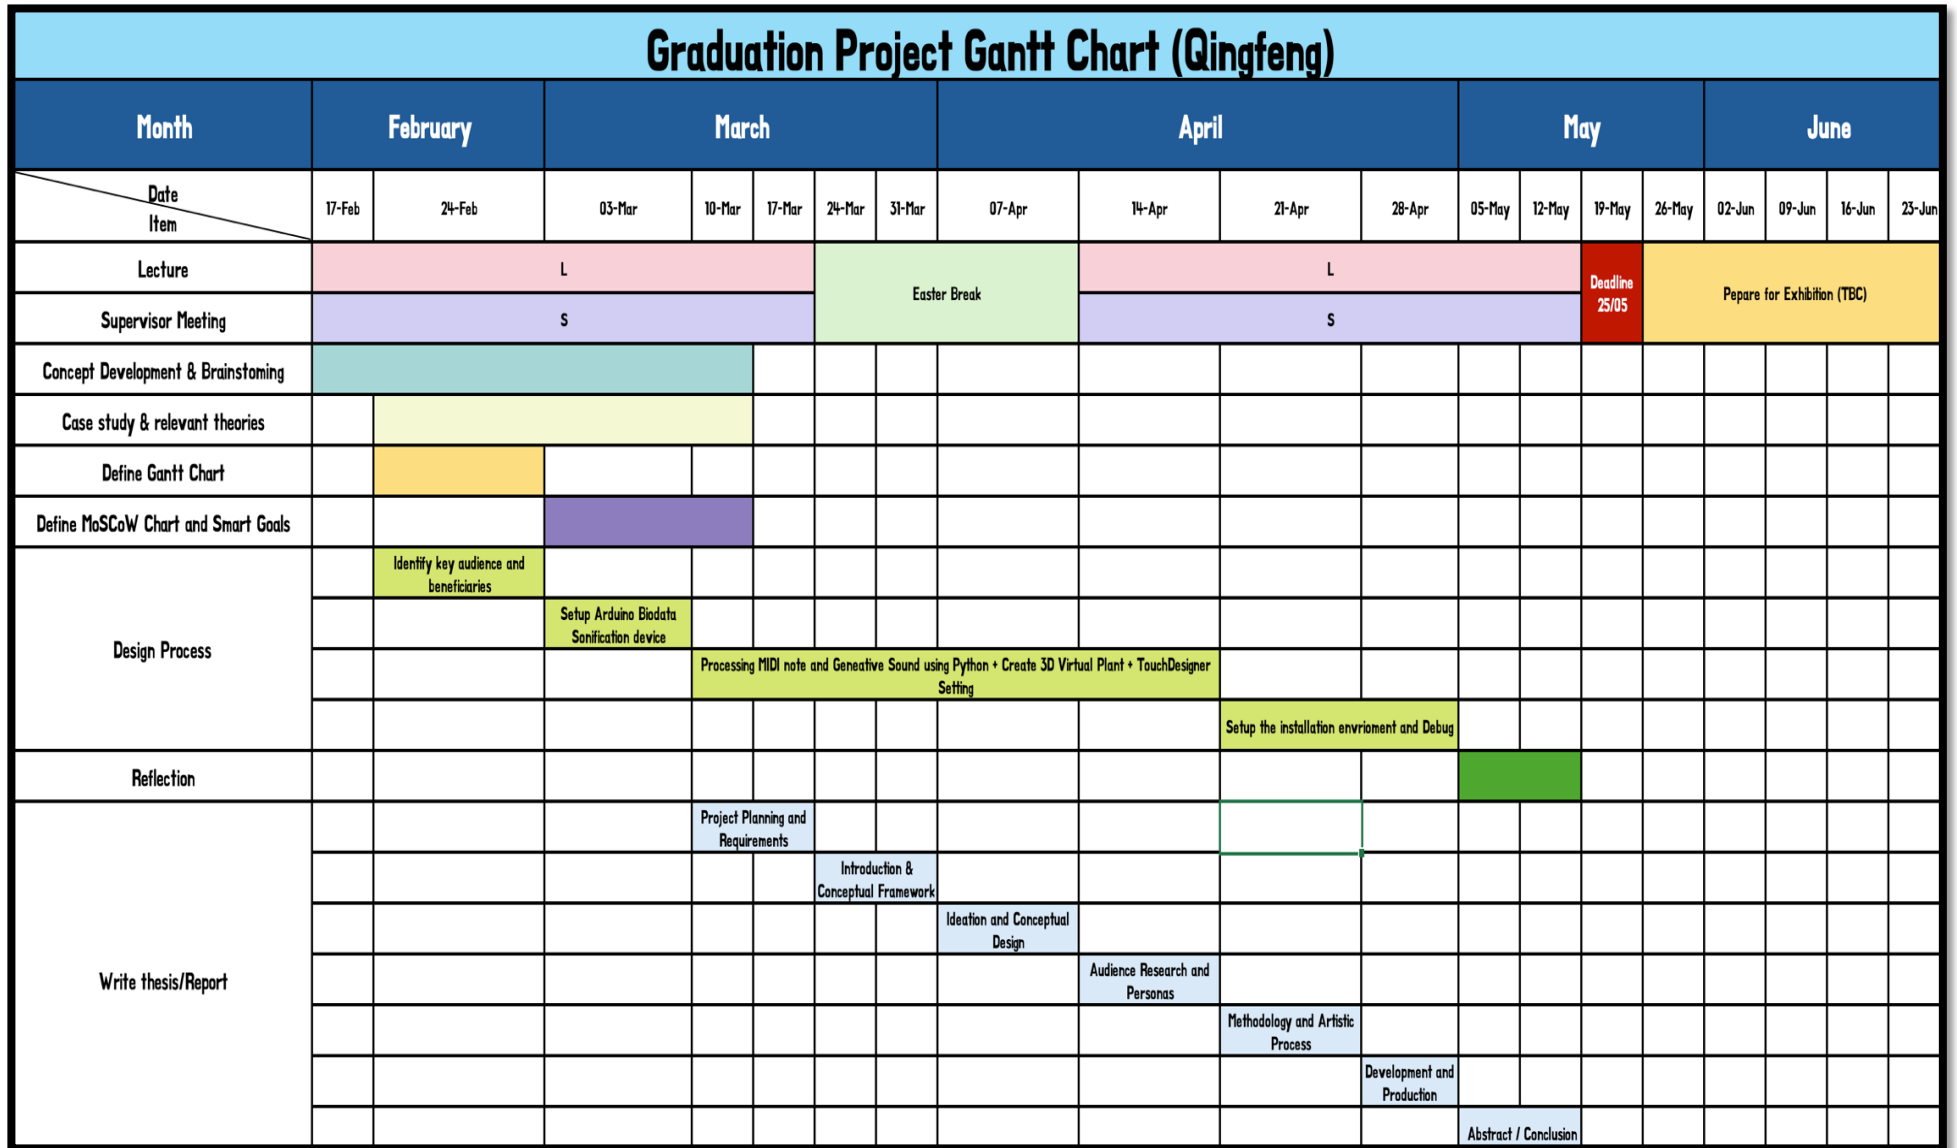 Graduation Project Gantt Chart (Qingfeng)
Month
February
March
April
May
June
Date
Item
17-Feb
24-Feb
03-Mar
10-Mar
17-Mar
24-Mar
31-Mar
07-Apr
14-Apr
21-Apr
28-Apr
05-May
12-May
19-May
26-May
02-Jun
09-Jun
16-Jun
23-Jun
Lecture
L
Easter Break
L
Deadline
25/05
Pepare for Exhibition (TBC)
Supervisor Meeting
S
S
Concept Development & Brainstoming
Case study & relevant theories
Define Gantt Chart
Define MoSCoW Chart and Smart Goals
Design Process
Identify key audience and
beneficiaries
Setup Arduino Biodata
Sonification device
Processing MIDI note and Geneative Sound using Python + Create 3D Virtual Plant + TouchDesigner
Setting
Setup the installation envrioment and Debug
Reflection
Write thesis/Report
Project Planning and
Requirements
Introduction &
Conceptual Framework
Ideation and Conceptual
Design
Audience Research and
Personas
Methodology and Artistic
Process
Development and
Production
Abstract / Conclusion